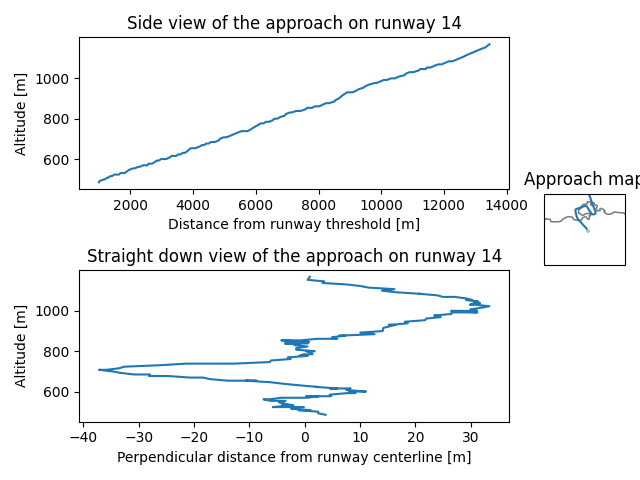 Side view of the approach on runway 14
Altitude [m]
1000
800
600
2000 4000 6000 8000 10000 12000 14000
Distance from runway threshold [m]
Approach map
Straight down view of the approach on runway 14
Altitude [m]
1000
800
600
−40 −30 −20 −10 0 10 20 30
Perpendicular distance from runway centerline [m]